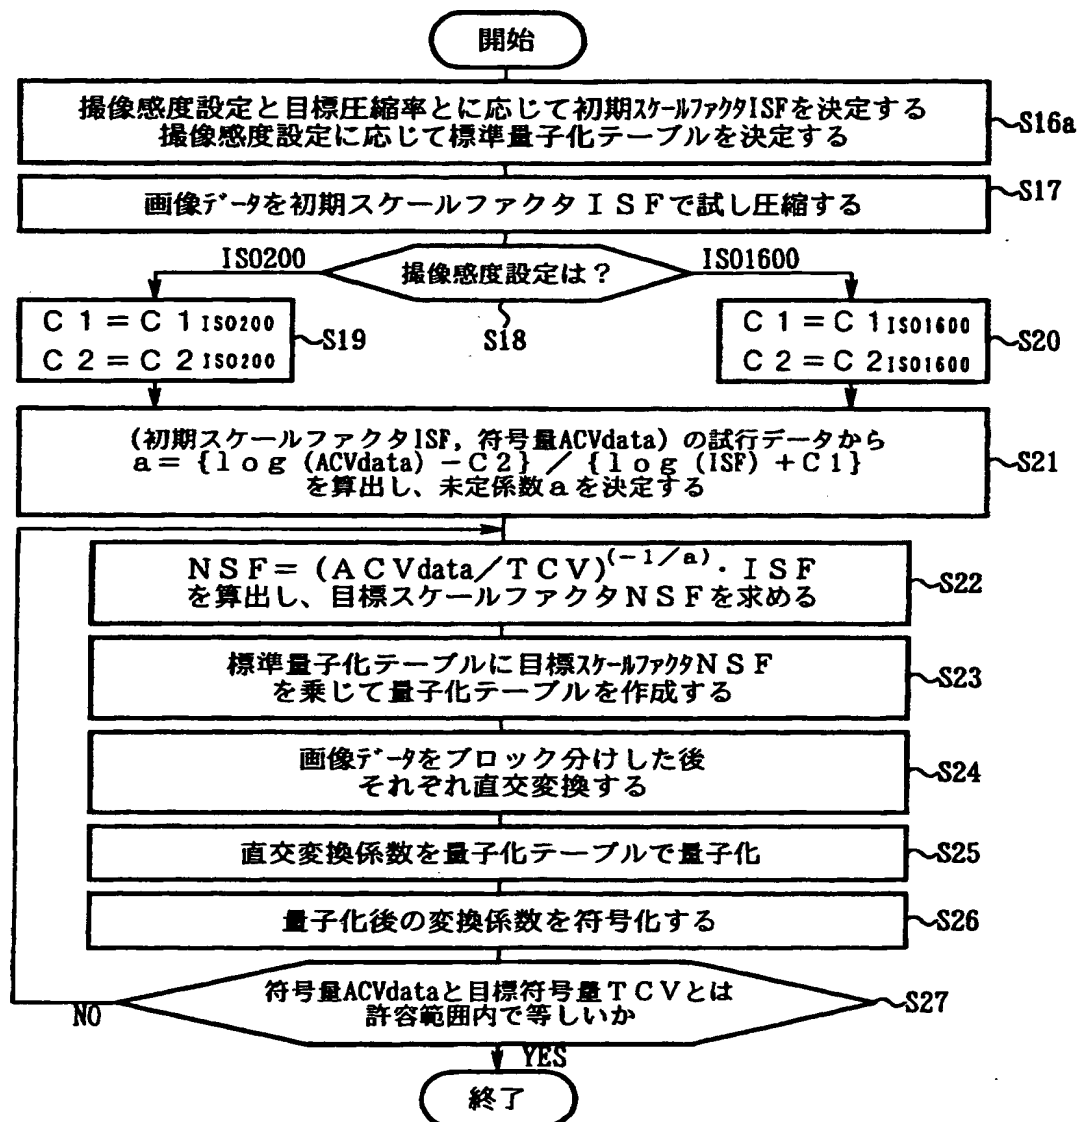 開始
撮像感度設定と目標圧縮率とに応じて初期スケールファクタISFを決定する
撮像感度設定に応じて標準量子化テーブルを決定する
S16a
画像データを初期スケールファクタISFで試し圧縮する
S17
ISO200
撮像感度設定は?
ISO1600
S18
C1=C1ISO200
C2=C2ISO200
S19
C1=C1ISO1600
C2=C2ISO1600
S20
(初期スケールファクタISF, 符号量ACVdata) の試行データから
a={log (ACVdata) −C2} / {log (ISF) +C1}
を算出し、未定係数aを決定する
S21
NSF= (ACVdata/TCV)^(−1/a)・ISF
を算出し、目標スケールファクタNSFを求める
S22
標準量子化テーブルに目標スケールファクタNSF
を乗じて量子化テーブルを作成する
S23
画像データをブロック分けした後
それぞれ直交変換する
S24
直交変換係数を量子化テーブルで量子化
S25
量子化後の変換係数を符号化する
S26
符号量ACVdataと目標符号量TCVとは
許容範囲内で等しいか
S27
NO
YES
終了